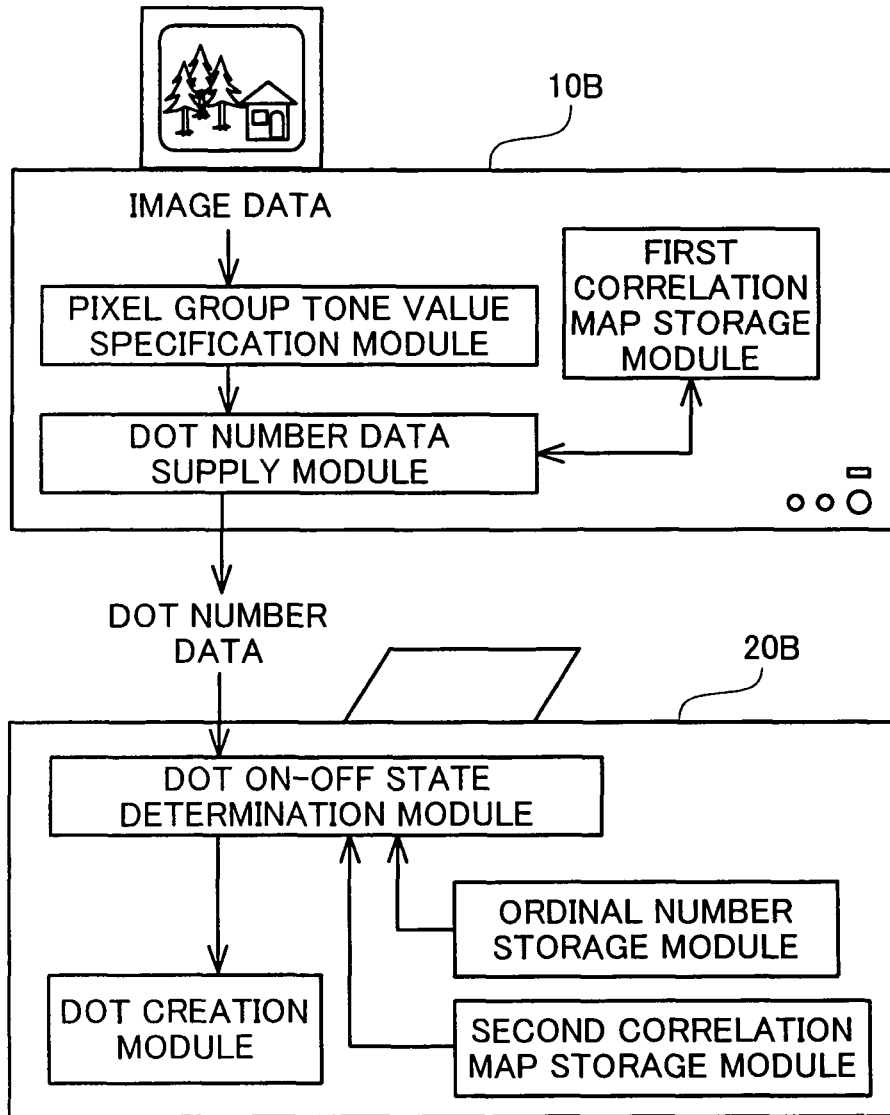 10B
IMAGE DATA
PIXEL GROUP TONE VALUE
SPECIFICATION MODULE
FIRST
CORRELATION
MAP STORAGE
MODULE
DOT NUMBER DATA
SUPPLY MODULE
DOT NUMBER
DATA
20B
DOT ON-OFF STATE
DETERMINATION MODULE
ORDINAL NUMBER
STORAGE MODULE
DOT CREATION
MODULE
SECOND CORRELATION
MAP STORAGE MODULE